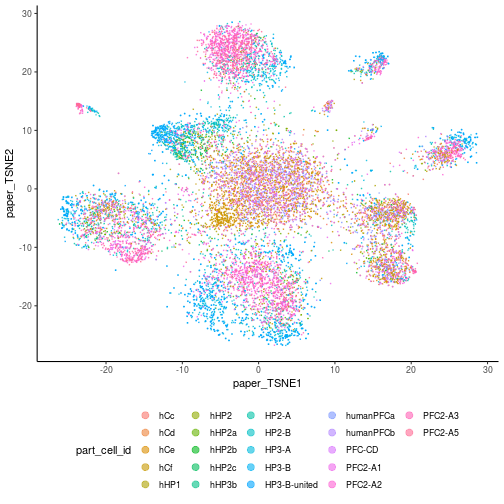 30
20
10
0
-10
-20
paper_TSNE2
-20 -10 0 10 20 30
paper_TSNE1
part_cell_id
hCc hHP2 HP2-A humanPFCa PFC2-A3
hCd hHP2a HP2-B humanPFCb PFC2-A5
hCe hHP2b HP3-A PFC-CD
hCf hHP2c HP3-B PFC2-A1
hHP1 hHP3b HP3-B-united PFC2-A2